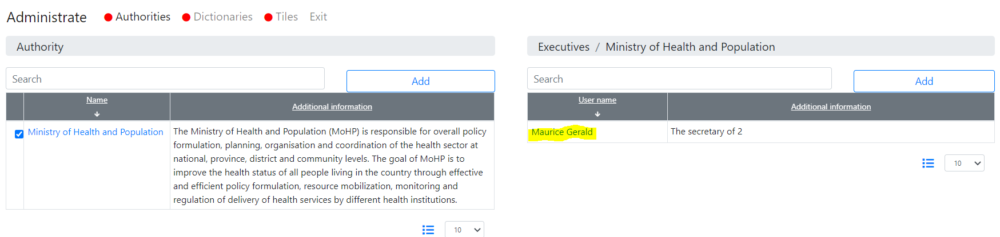 Administrate Authorities Dictionaries Tiles Exit
Authority
Search
Add
Name
Additional information
Ministry of Health and Population
The Ministry of Health and Population (MoHP) is responsible for overall policy
formulation, planning, organisation and coordination of the health sector at
national, province, district and community levels. The goal of MoHP is to
improve the health status of all people living in the country through effective
and efficient policy formulation, resource mobilization, monitoring and
regulation of delivery of health services by different health institutions.
10
Executives / Ministry of Health and Population
Search
Add
User name
Additional information
Maurice Gerald
The secretary of 2
10